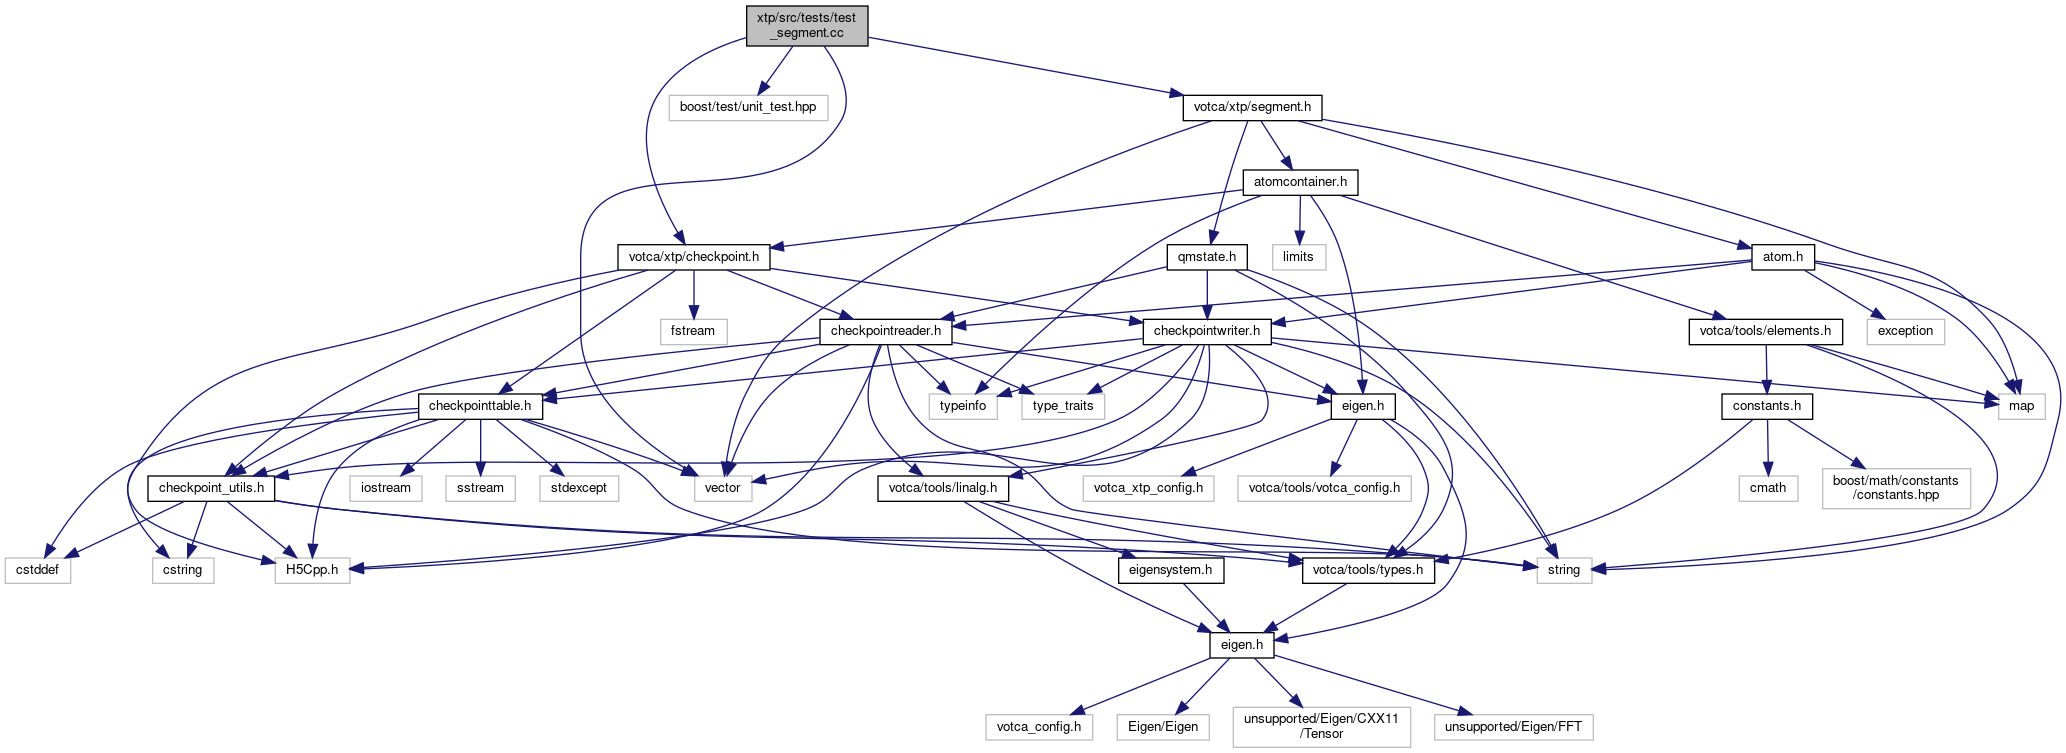 xtp/src/tests/test
_segment.cc
boost/test/unit_test.hpp
votca/xtp/segment.h
atomcontainer.h
votca/xtp/checkpoint.h
qmstate.h
limits
atom.h
fstream
checkpointreader.h
checkpointwriter.h
votca/tools/elements.h
exception
checkpointtable.h
typeinfo
type_traits
eigen.h
constants.h
map
checkpoint_utils.h
iostream
sstream
stdexcept
vector
votca/tools/linalg.h
votca_xtp_config.h
votca/tools/votca_config.h
cmath
boost/math/constants
/constants.hpp
cstddef
cstring
H5Cpp.h
eigensystem.h
votca/tools/types.h
string
eigen.h
votca_config.h
Eigen/Eigen
unsupported/Eigen/CXX11
/Tensor
unsupported/Eigen/FFT